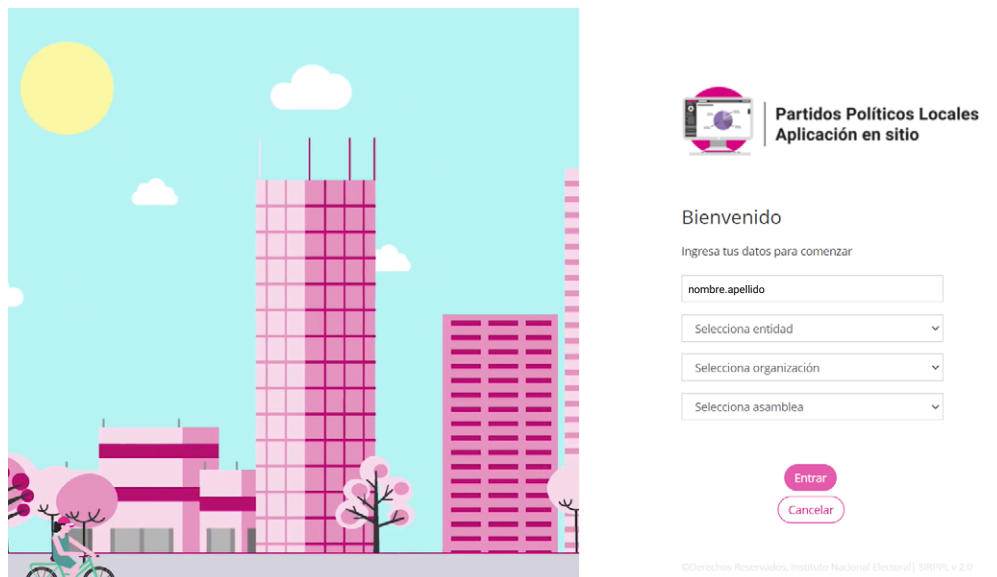 Partidos Políticos Locales
Aplicación en sitio
Bienvenido
Ingresa tus datos para comenzar
nombre.apellido
Selecciona entidad
Selecciona organización
Selecciona asamblea
Entrar
Cancelar
©Derechos Reservados, Instituto Nacional Electoral| SIRPPL v 2.0